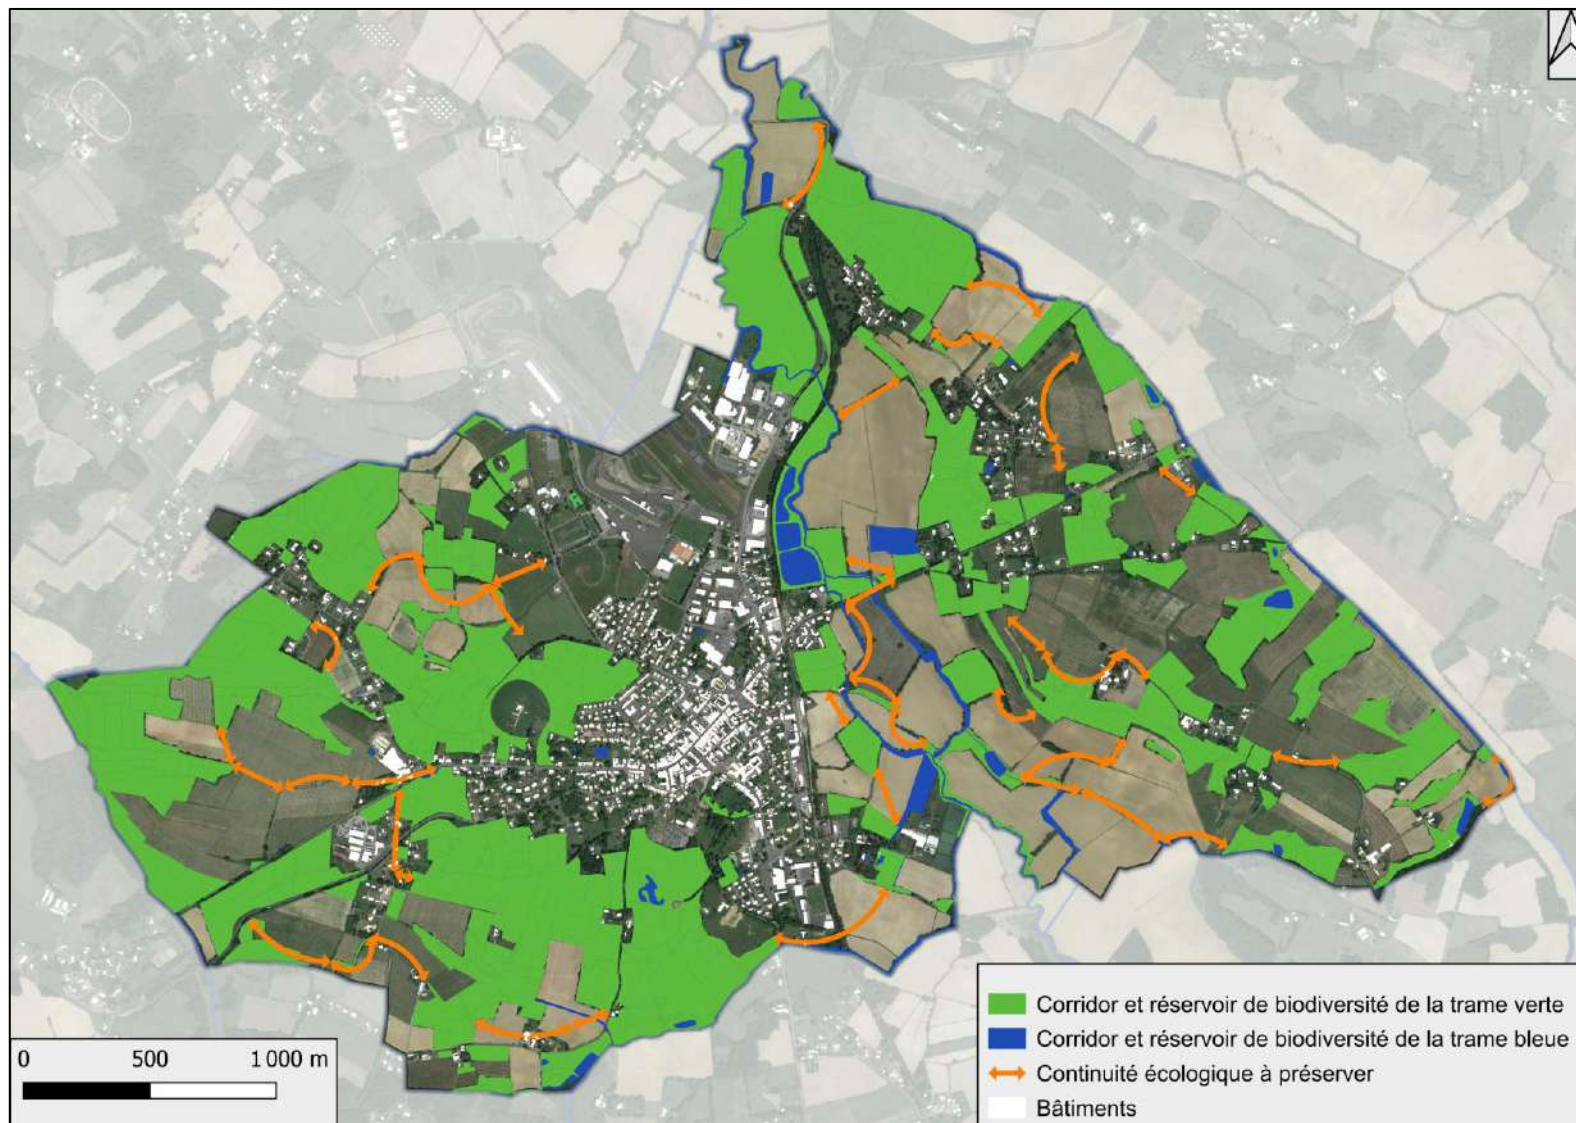 Corridor et réservoir de biodiversité de la trame verte
Corridor et réservoir de biodiversité de la trame bleue
Continuité écologique à préserver
Bâtiments
0 500 1 000 m